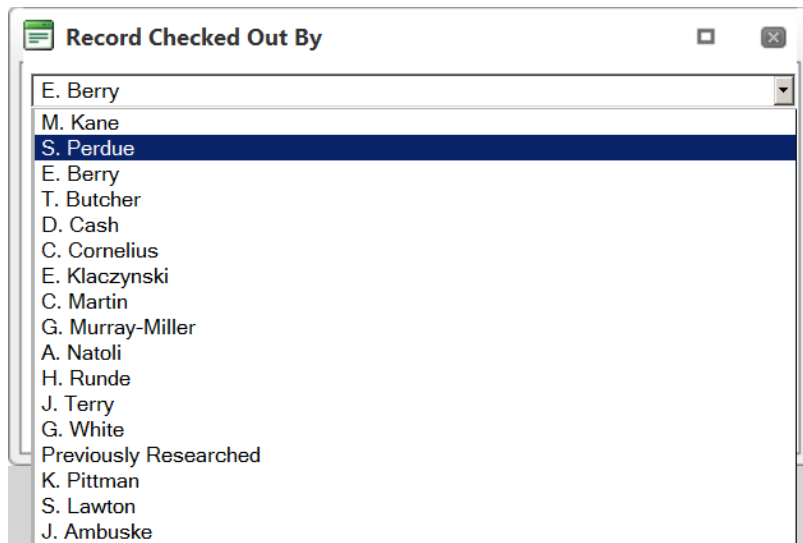 Record Checked Out By
E. Berry
M. Kane
S. Perdue
E. Berry
T. Butcher
D. Cash
C. Cornelius
E. Klaczynski
C. Martin
G. Murray-Miller
A. Natoli
H. Runde
J. Terry
G. White
Previously Researched
K. Pittman
S. Lawton
J. Ambuske